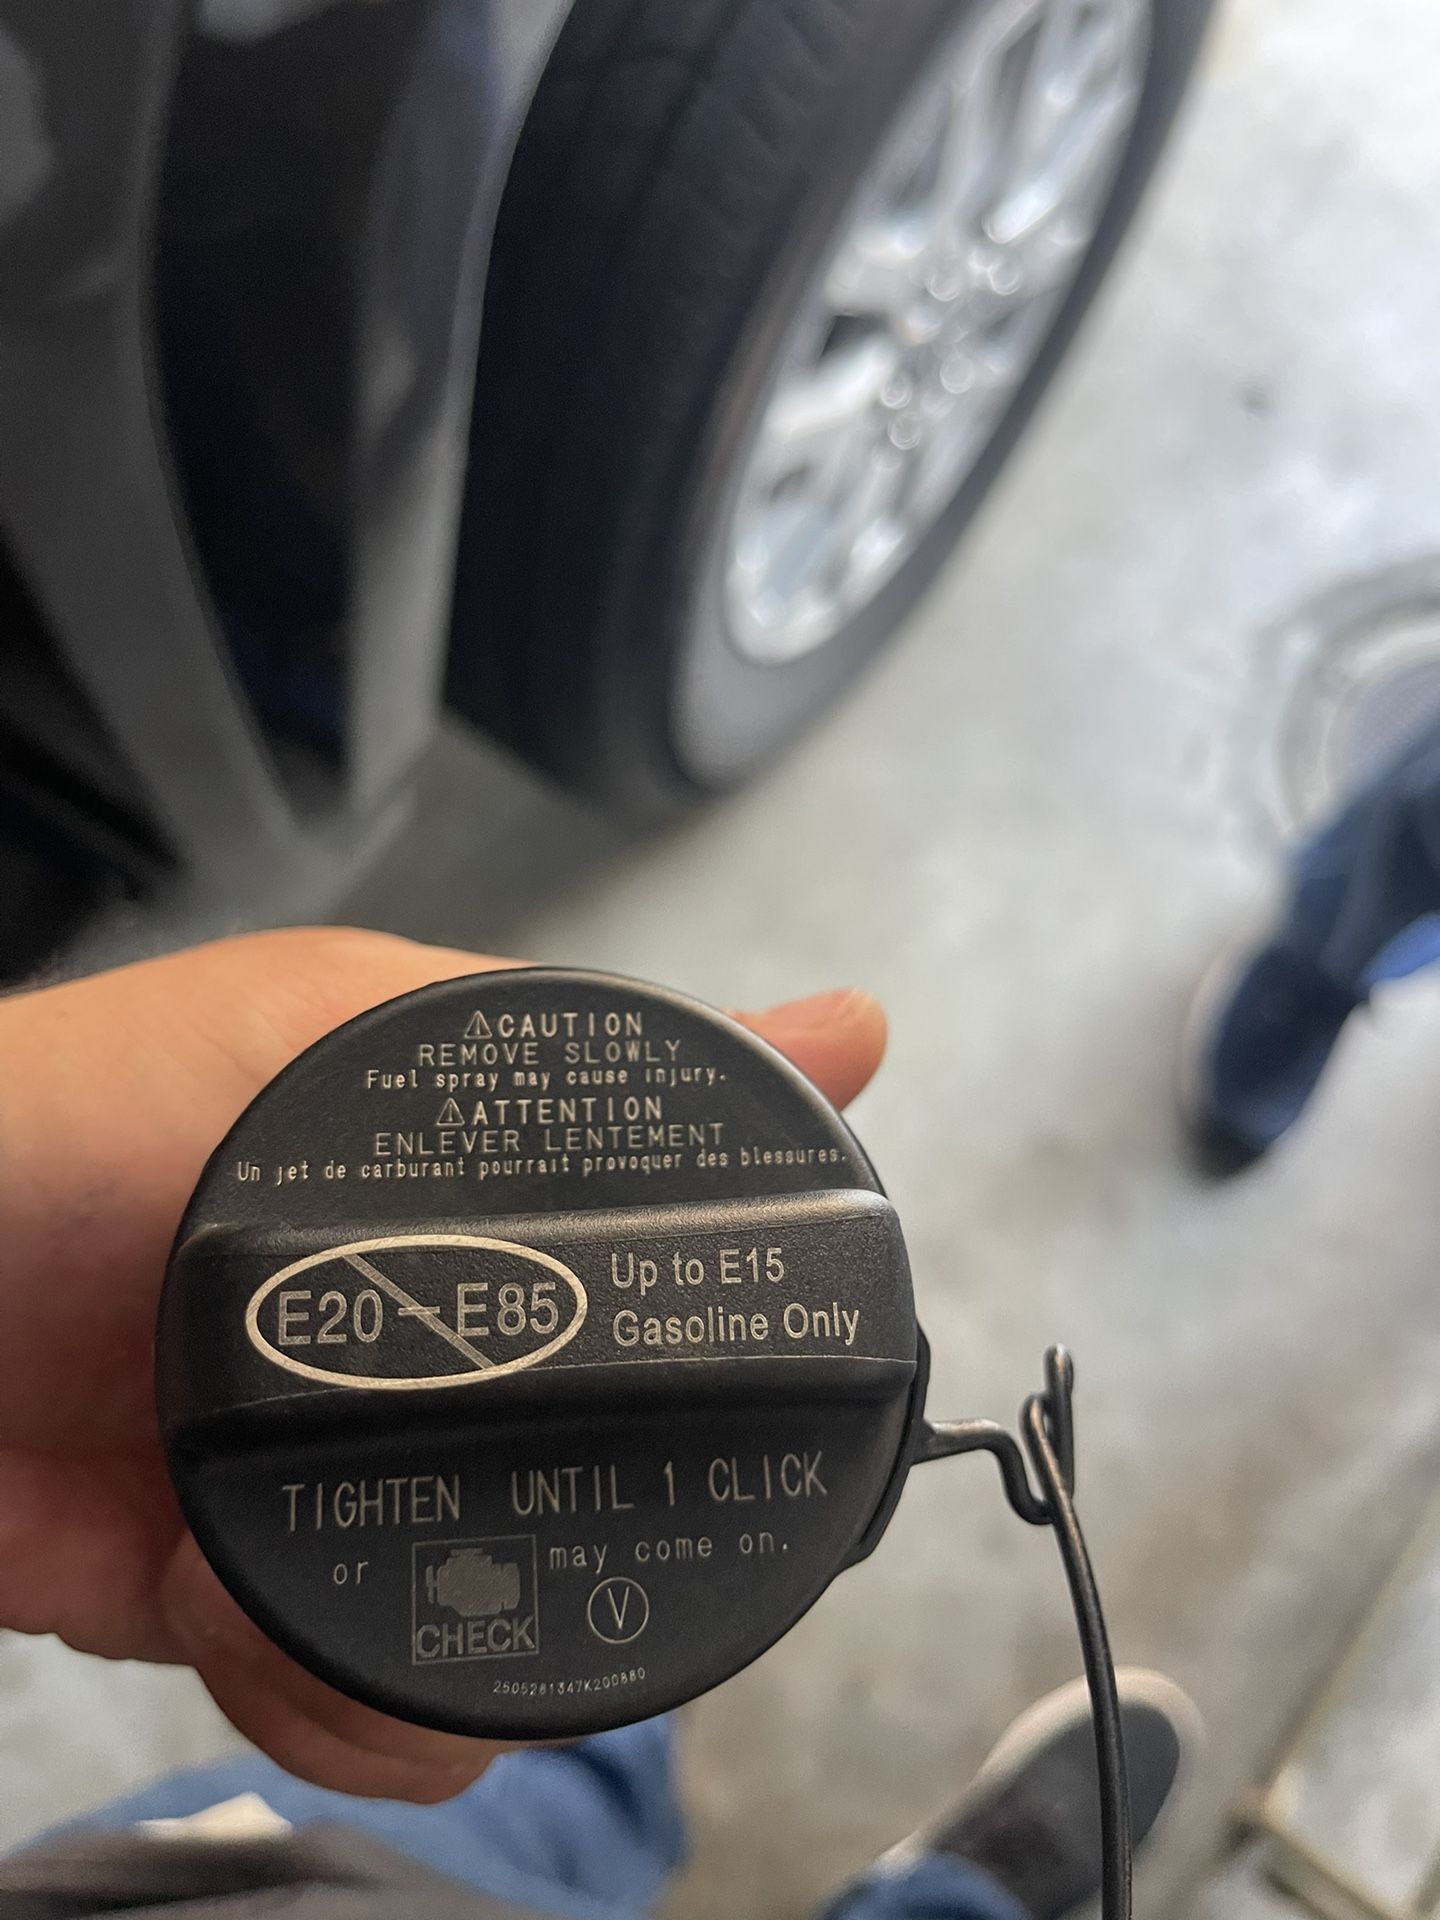 ⚠CAUTION
REMOVE SLOWLY
Fuel spray may cause injury.
⚠ATTENTION
ENLEVER LENTEMENT
Un jet de carburant pourrait provoquer des blessures.
E20-E85 Up to E15
Gasoline Only
TIGHTEN UNTIL 1 CLICK
or CHECK may come on.
V
2505281347K200880